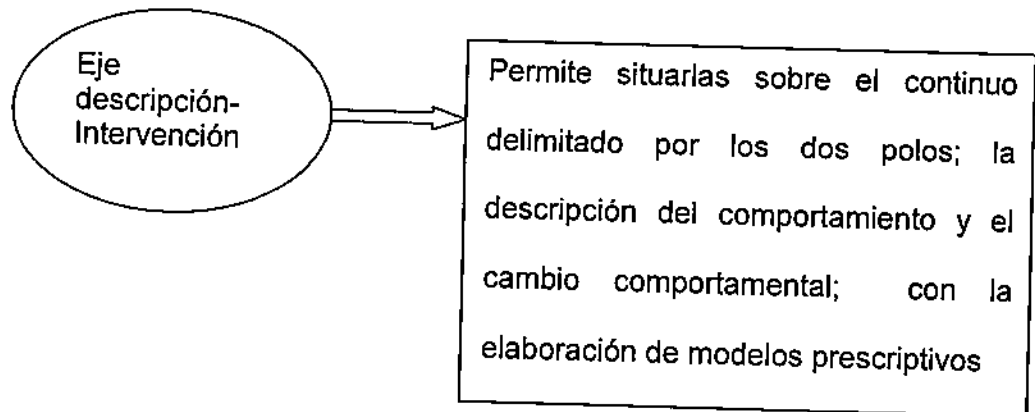 Eje
descripción-
Intervención
Permite situarlas sobre el continuo
delimitado por los dos polos; la
descripción del comportamiento y el
cambio comportamental; con la
elaboración de modelos prescriptivos